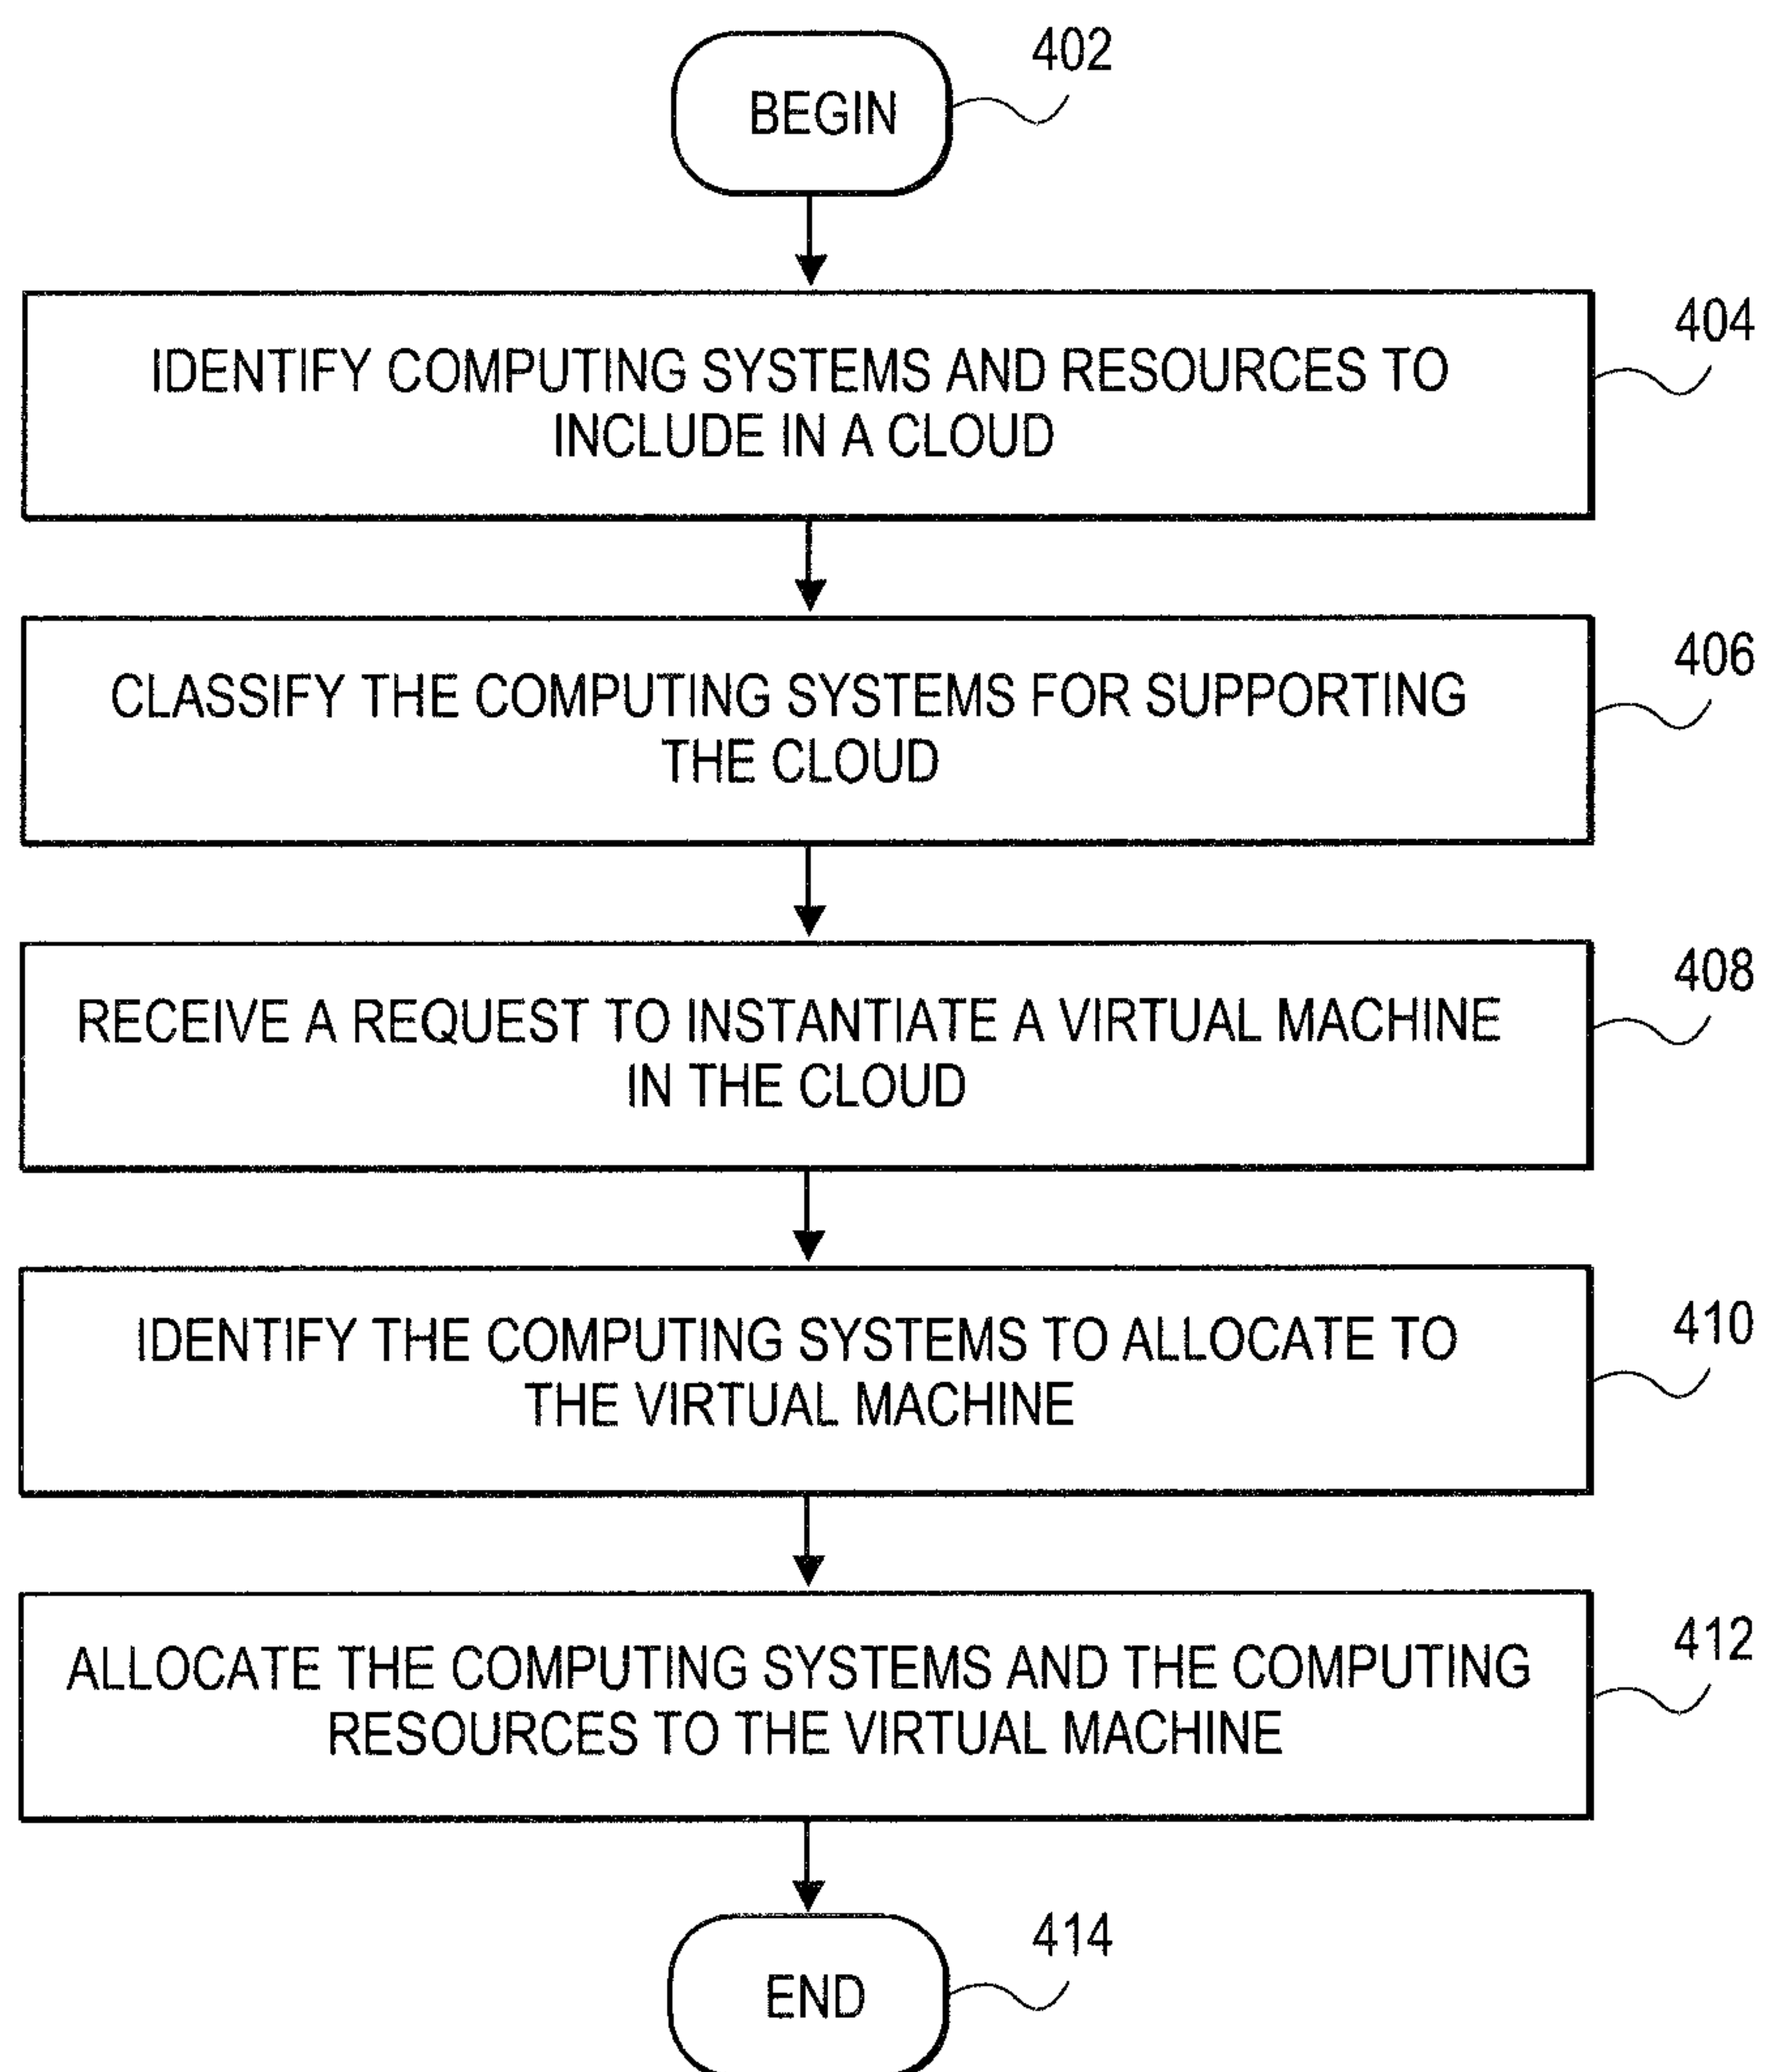 402
BEGIN
404
IDENTIFY COMPUTING SYSTEMS AND RESOURCES TO
INCLUDE IN A CLOUD
406
CLASSIFY THE COMPUTING SYSTEMS FOR SUPPORTING
THE CLOUD
408
RECEIVE A REQUEST TO INSTANTIATE A VIRTUAL MACHINE
IN THE CLOUD
410
IDENTIFY THE COMPUTING SYSTEMS TO ALLOCATE TO
THE VIRTUAL MACHINE
412
ALLOCATE THE COMPUTING SYSTEMS AND THE COMPUTING
RESOURCES TO THE VIRTUAL MACHINE
414
END